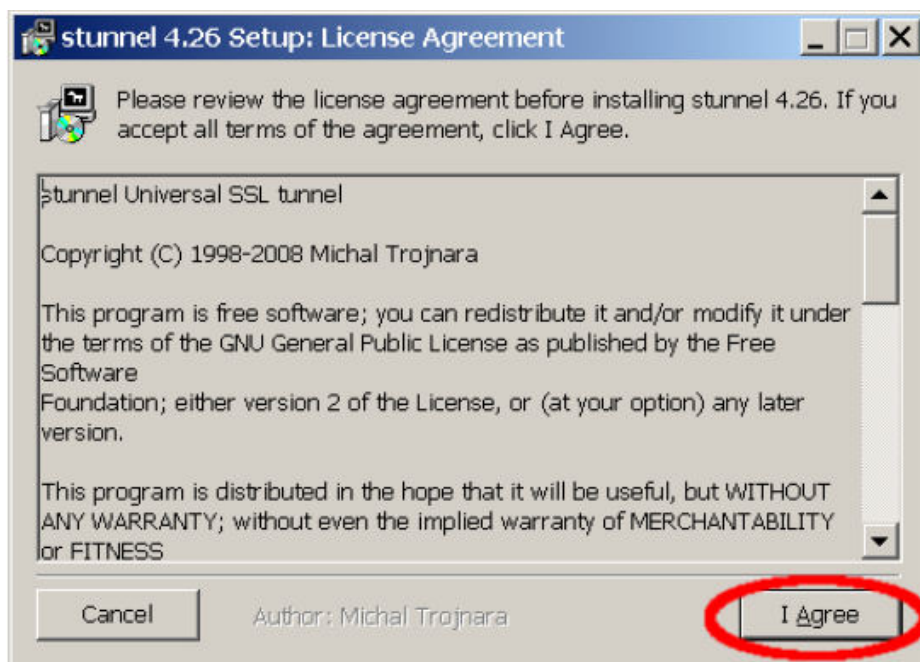 stunnel 4.26 Setup: License Agreement
Please review the license agreement before installing stunnel 4.26. If you
accept all terms of the agreement, click I Agree.
stunnel Universal SSL tunnel
Copyright (C) 1998-2008 Michal Trojnara
This program is free software; you can redistribute it and/or modify it under
the terms of the GNU General Public License as published by the Free
Software
Foundation; either version 2 of the License, or (at your option) any later
version.
This program is distributed in the hope that it will be useful, but WITHOUT
ANY WARRANTY; without even the implied warranty of MERCHANTABILITY
or FITNESS
Cancel
Author: Michal Trojnara
I Agree